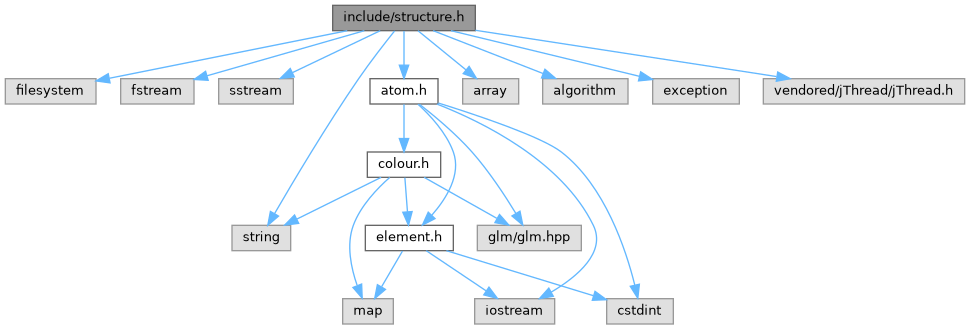 include/structure.h
filesystem
fstream
sstream
atom.h
array
algorithm
exception
vendored/jThread/jThread.h
colour.h
string
element.h
glm/glm.hpp
map
iostream
cstdint